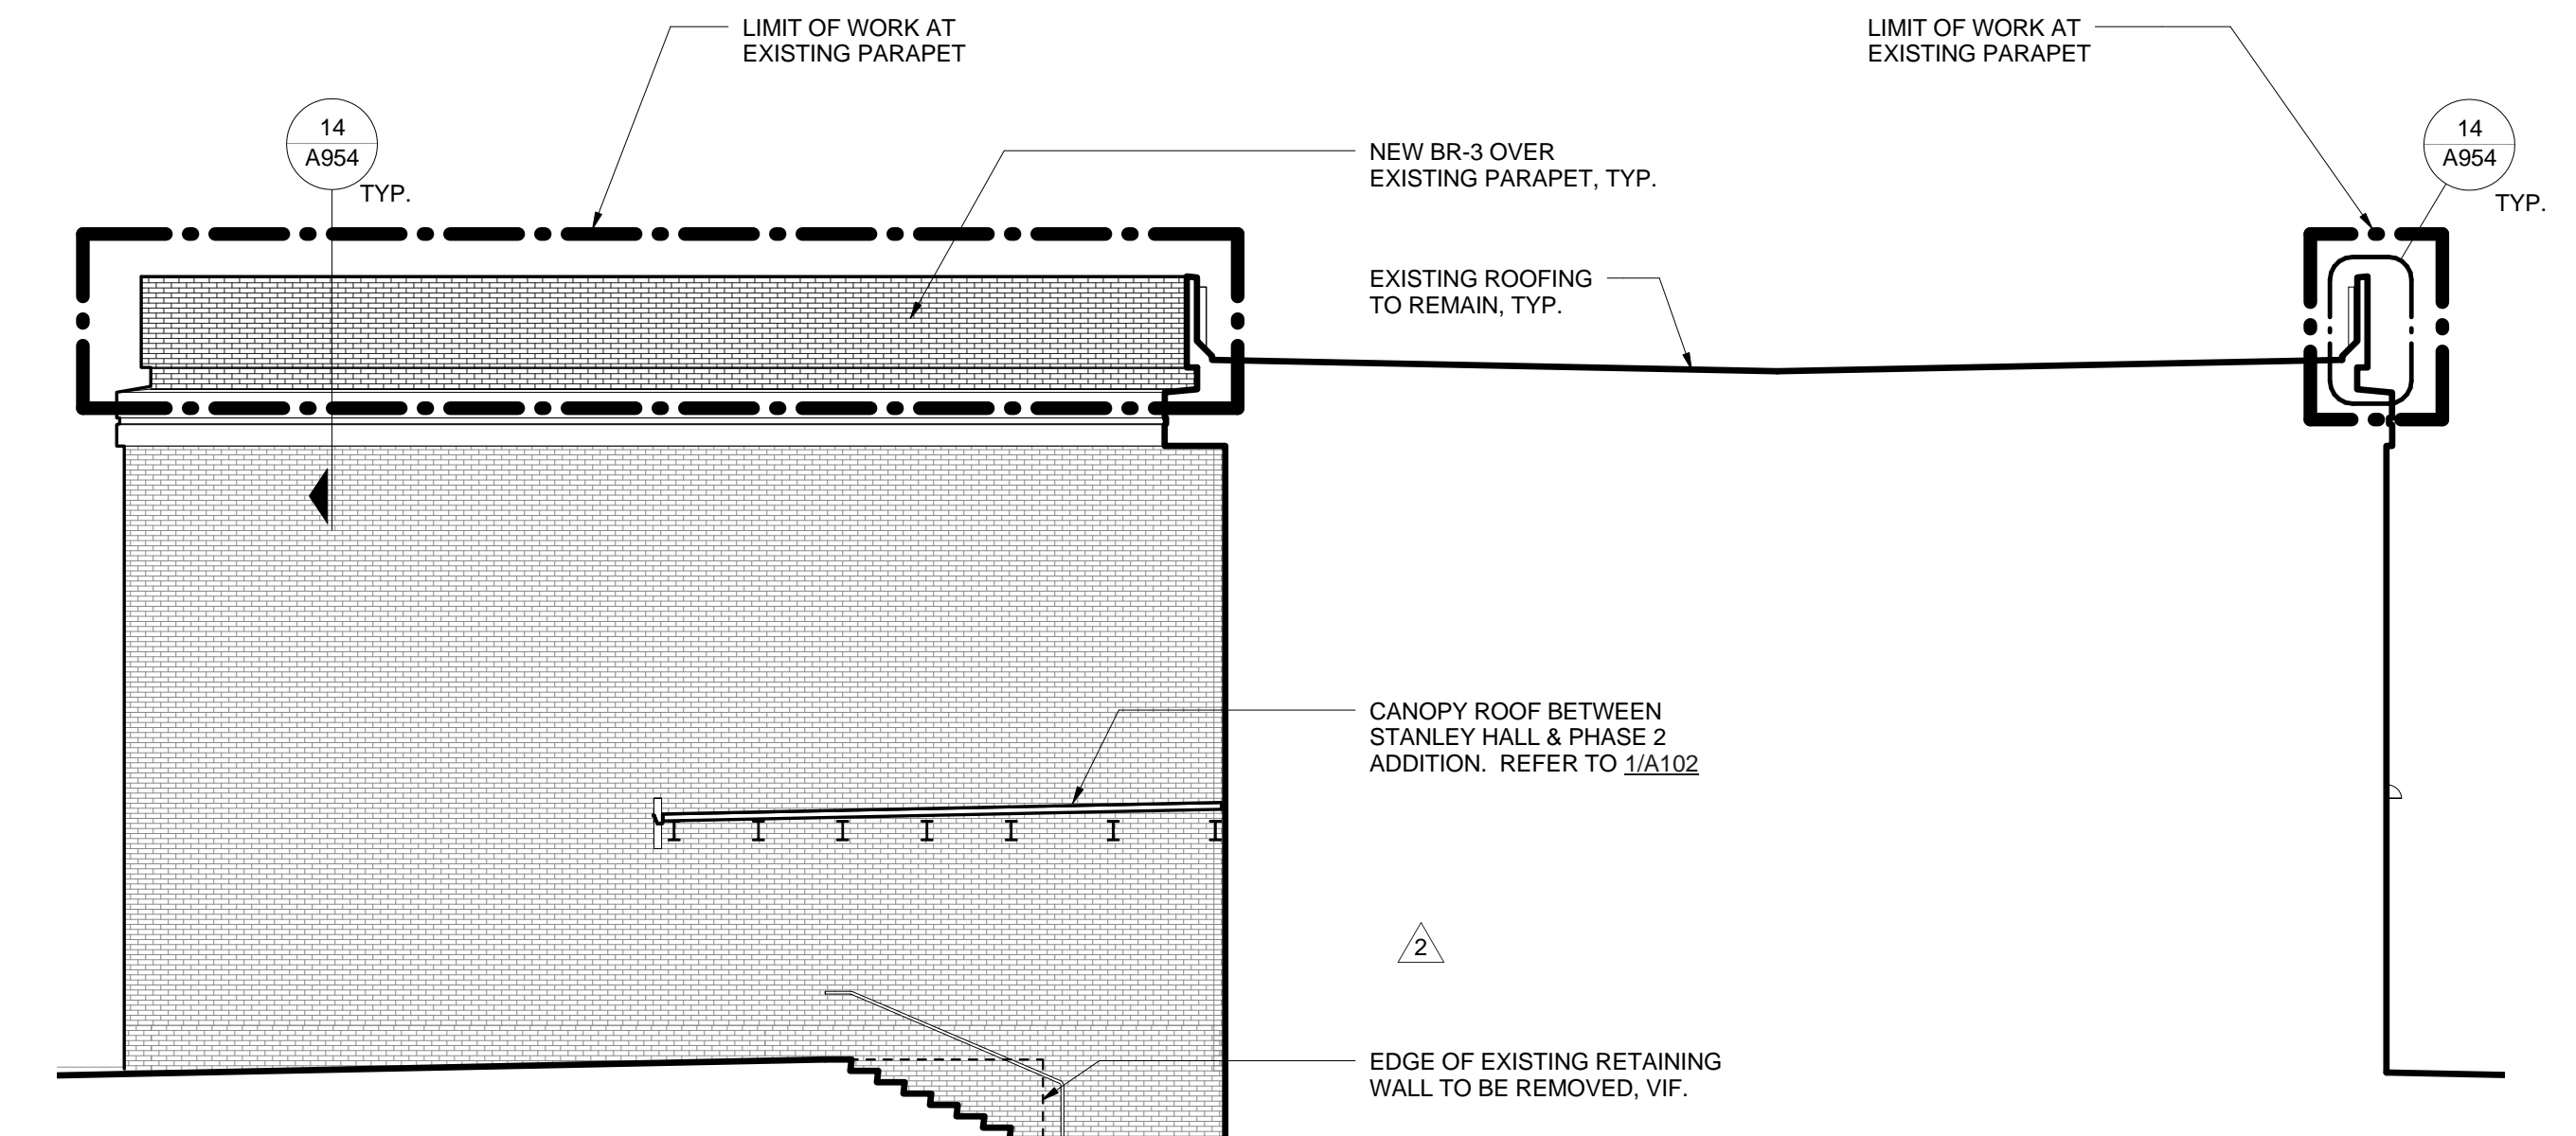 LIMIT OF WORK AT
EXISTING PARAPET
LIMIT OF WORK AT
EXISTING PARAPET
14
A954
TYP.
14
A954
TYP.
NEW BR-3 OVER
EXISTING PARAPET, TYP.
EXISTING ROOFING
TO REMAIN, TYP.
CANOPY ROOF BETWEEN
STANLEY HALL & PHASE 2
ADDITION. REFER TO 1/A102
2
EDGE OF EXISTING RETAINING
WALL TO BE REMOVED, VIF.